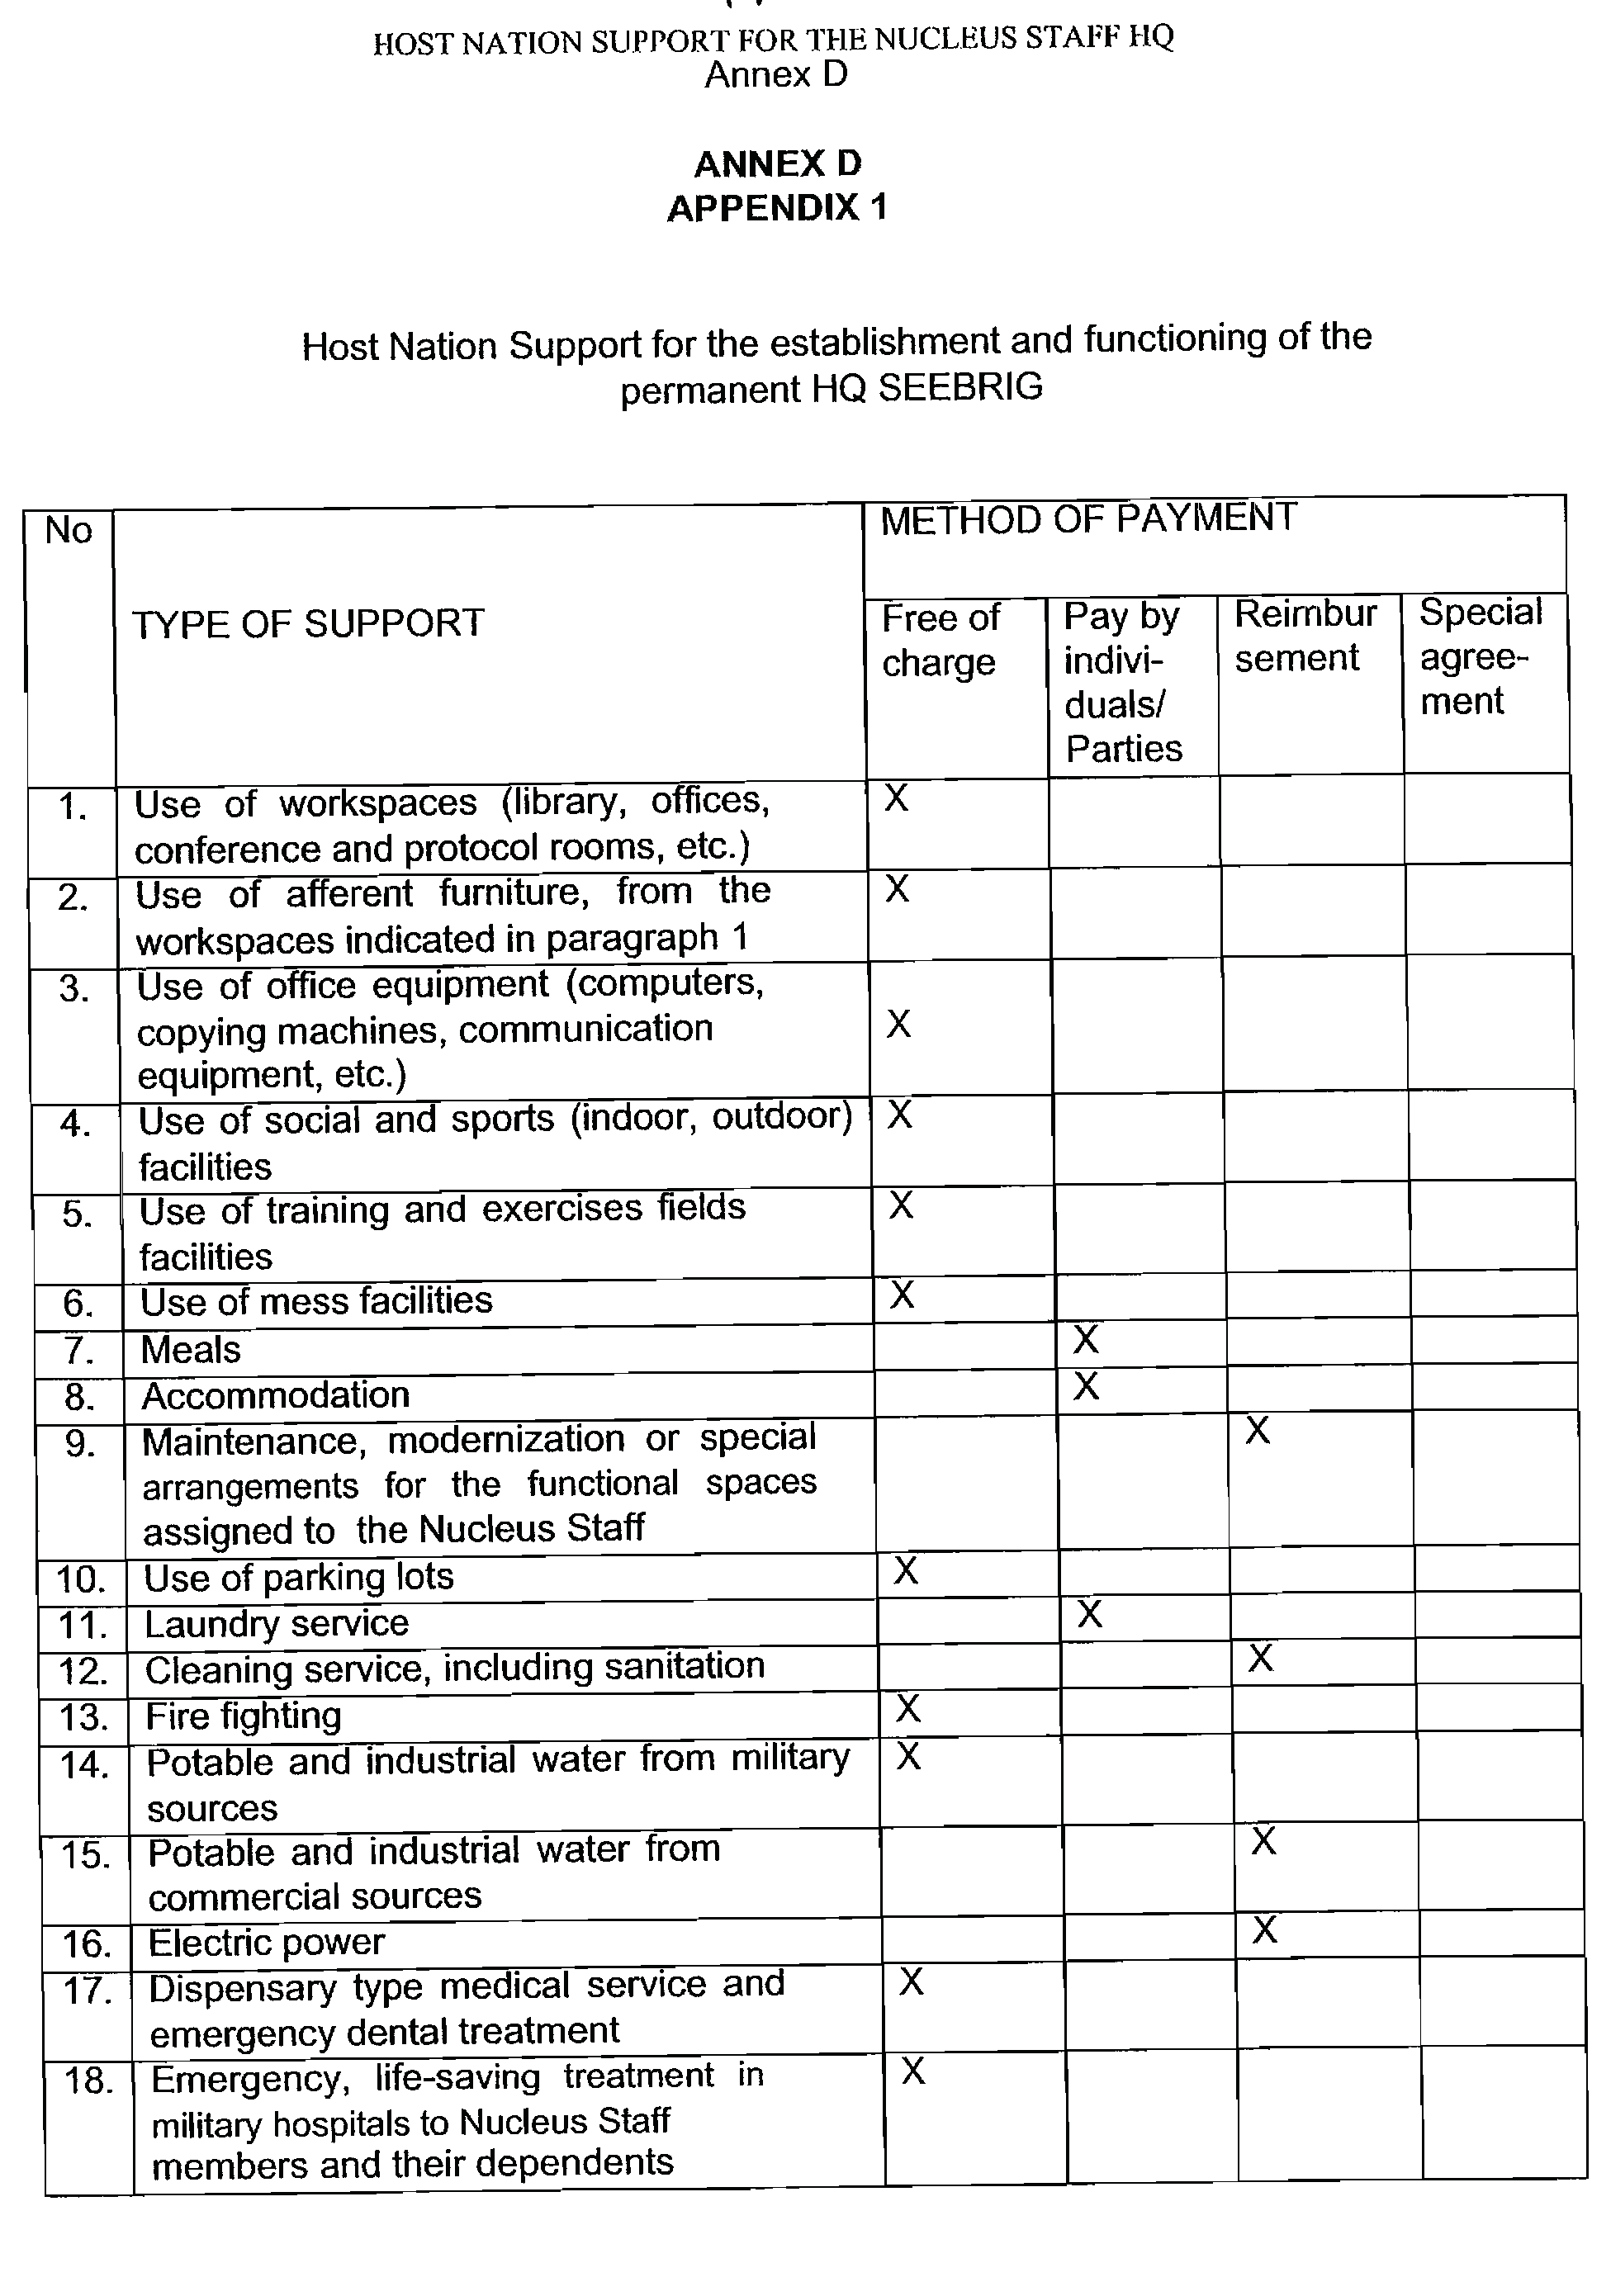 HOST NATION SUPPORT FOR THE NUCLEUS STAFF HQ
Annex D
ANNEX D
APPENDIX 1
Host Nation Support for the establishment and functioning of the
permanent HQ SEEBRIG
No
TYPE OF SUPPORT
METHOD OF PAYMENT
Free of
charge
Pay by
indivi-
duals/
Parties
Reimbur
sement
Special
agree-
ment
1. Use of workspaces (library, offices, X
conference and protocol rooms, etc.)
2. Use of afferent furniture, from the X
workspaces indicated in paragraph 1
3. Use of office equipment (computers,
copying machines, communication X
equipment, etc.)
4. Use of social and sports (indoor, outdoor) X
facilities
5. Use of training and exercises fields X
facilities
6. Use of mess facilities X
7. Meals X
8. Accommodation X
9. Maintenance, modernization or special X
arrangements for the functional spaces
assigned to the Nucleus Staff
10. Use of parking lots X
11. Laundry service X
12. Cleaning service, including sanitation X
13. Fire fighting X
14. Potable and industrial water from military X
sources
15. Potable and industrial water from X
commercial sources
16. Electric power X
17. Dispensary type medical service and X
emergency dental treatment
18. Emergency, life-saving treatment in X
military hospitals to Nucleus Staff
members and their dependents